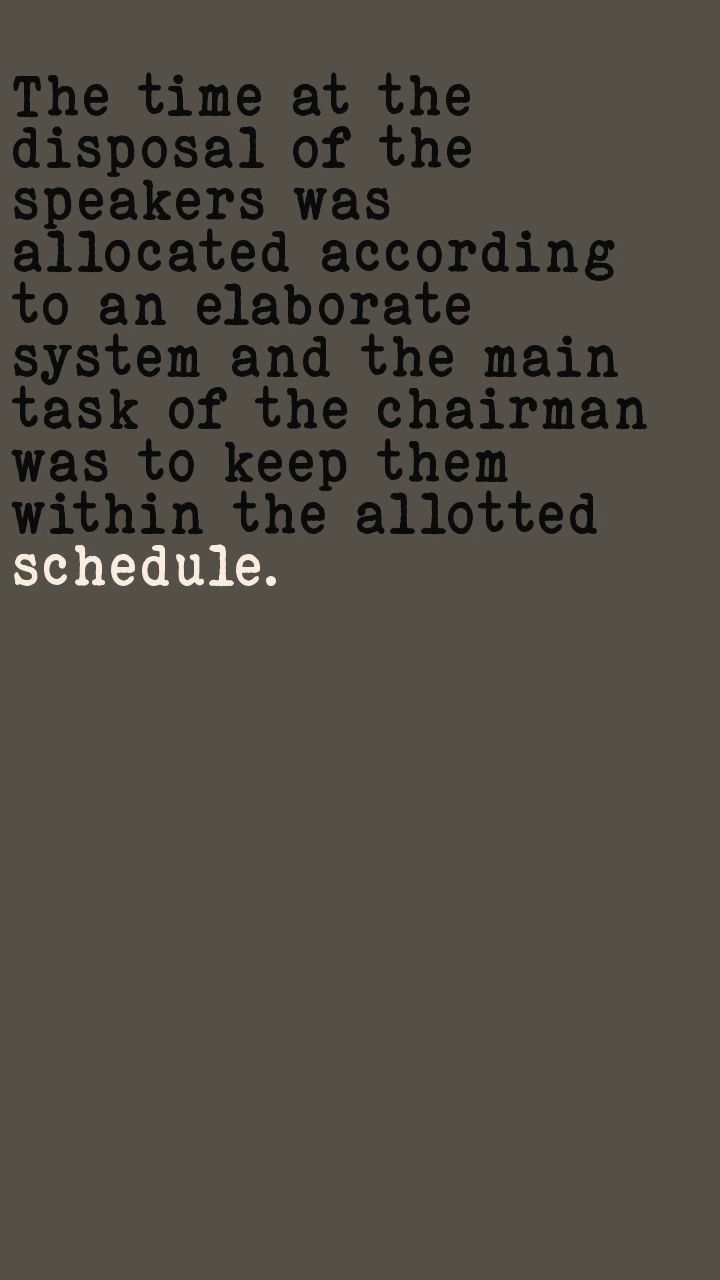 The time at the
disposal of the
speakers was
allocated according
to an elaborate
system and the main
task of the chairman
was to keep them
within the allotted
schedule.